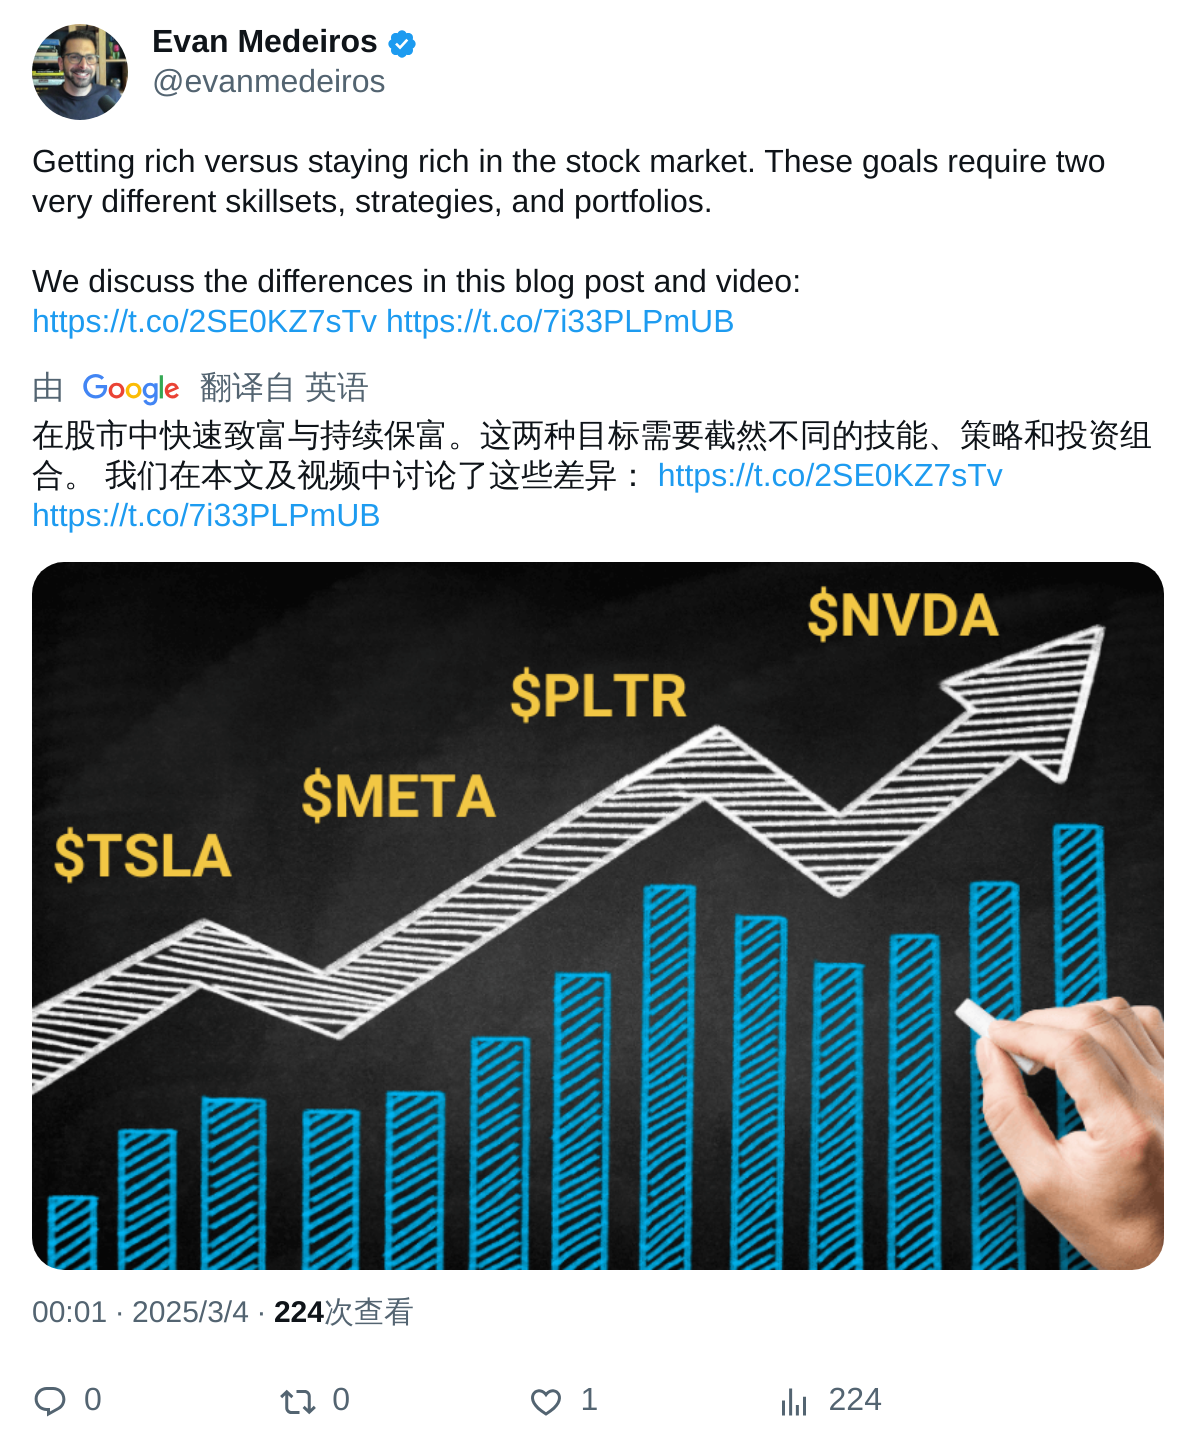 Evan Medeiros
@evanmedeiros
Getting rich versus staying rich in the stock market. These goals require two
very different skillsets, strategies, and portfolios.
We discuss the differences in this blog post and video:
https://t.co/2SE0KZ7sTv https://t.co/7i33PLPmUB
由 Google 翻译自 英语
在股市中快速致富与持续保富。这两种目标需要截然不同的技能、策略和投资组
合。 我们在本文及视频中讨论了这些差异： https://t.co/2SE0KZ7sTv
https://t.co/7i33PLPmUB
$NVDA
$PLTR
$META
$TSLA
00:01 · 2025/3/4 · 224次查看
0 0 1 224